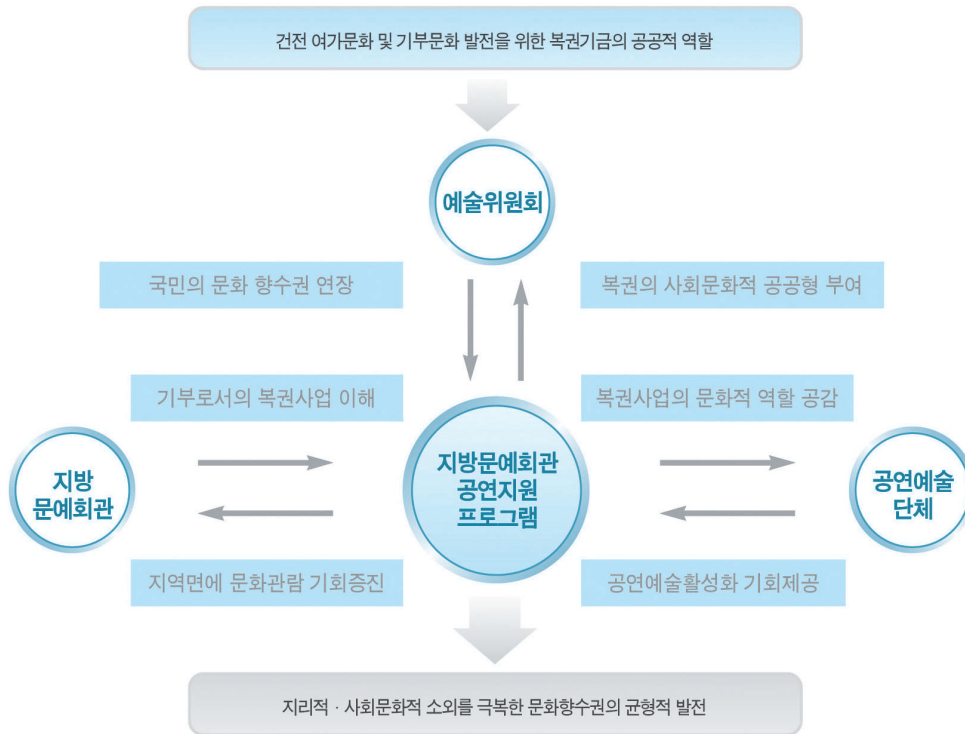 건전 여가문화 및 기부문화 발전을 위한 복권기금의 공공적 역할
예술위원회
국민의 문화 향수권 연장
복권의 사회문화적 공공형 부여
기부로서의 복권사업 이해
복권사업의 문화적 역할 공감
지방
문예회관
지방문예회관
공연지원
프로그램
공연예술
단체
지역면에 문화관람 기회증진
공연예술활성화 기회제공
지리적 · 사회문화적 소외를 극복한 문화향수권의 균형적 발전